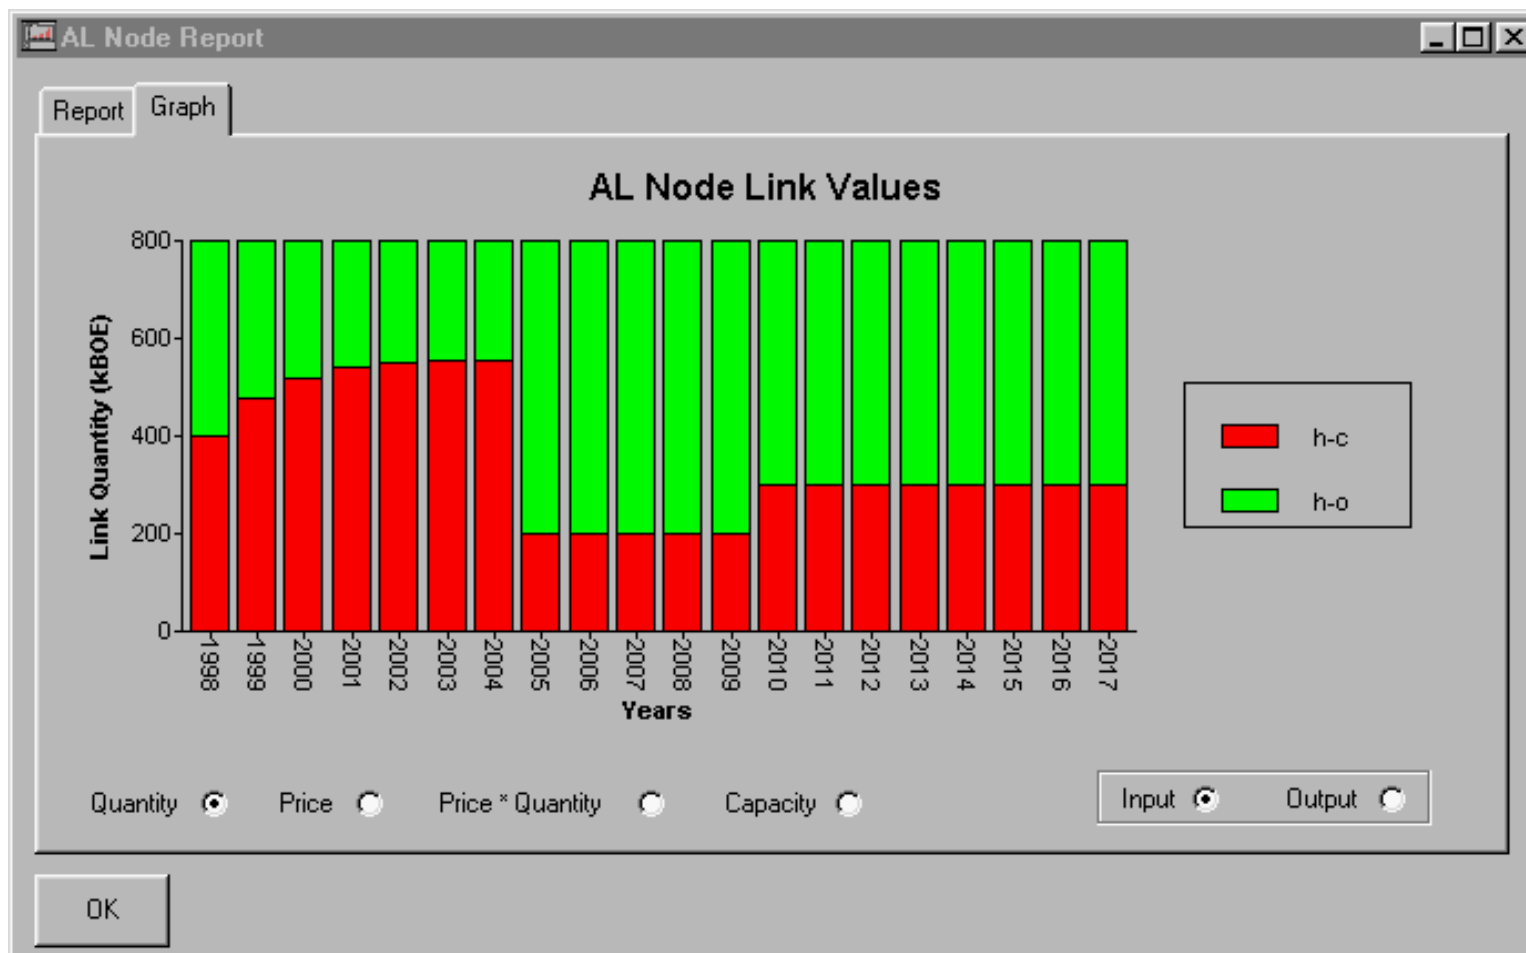 AL Node Report
Report Graph
AL Node Link Values
Link Quantity (kBOE)
800
600
400
200
0
1998 1999 2000 2001 2002 2003 2004 2005 2006 2007 2008 2009 2010 2011 2012 2013 2014 2015 2016 2017
Years
h-c
h-o
Quantity Price Price * Quantity Capacity Input Output
OK